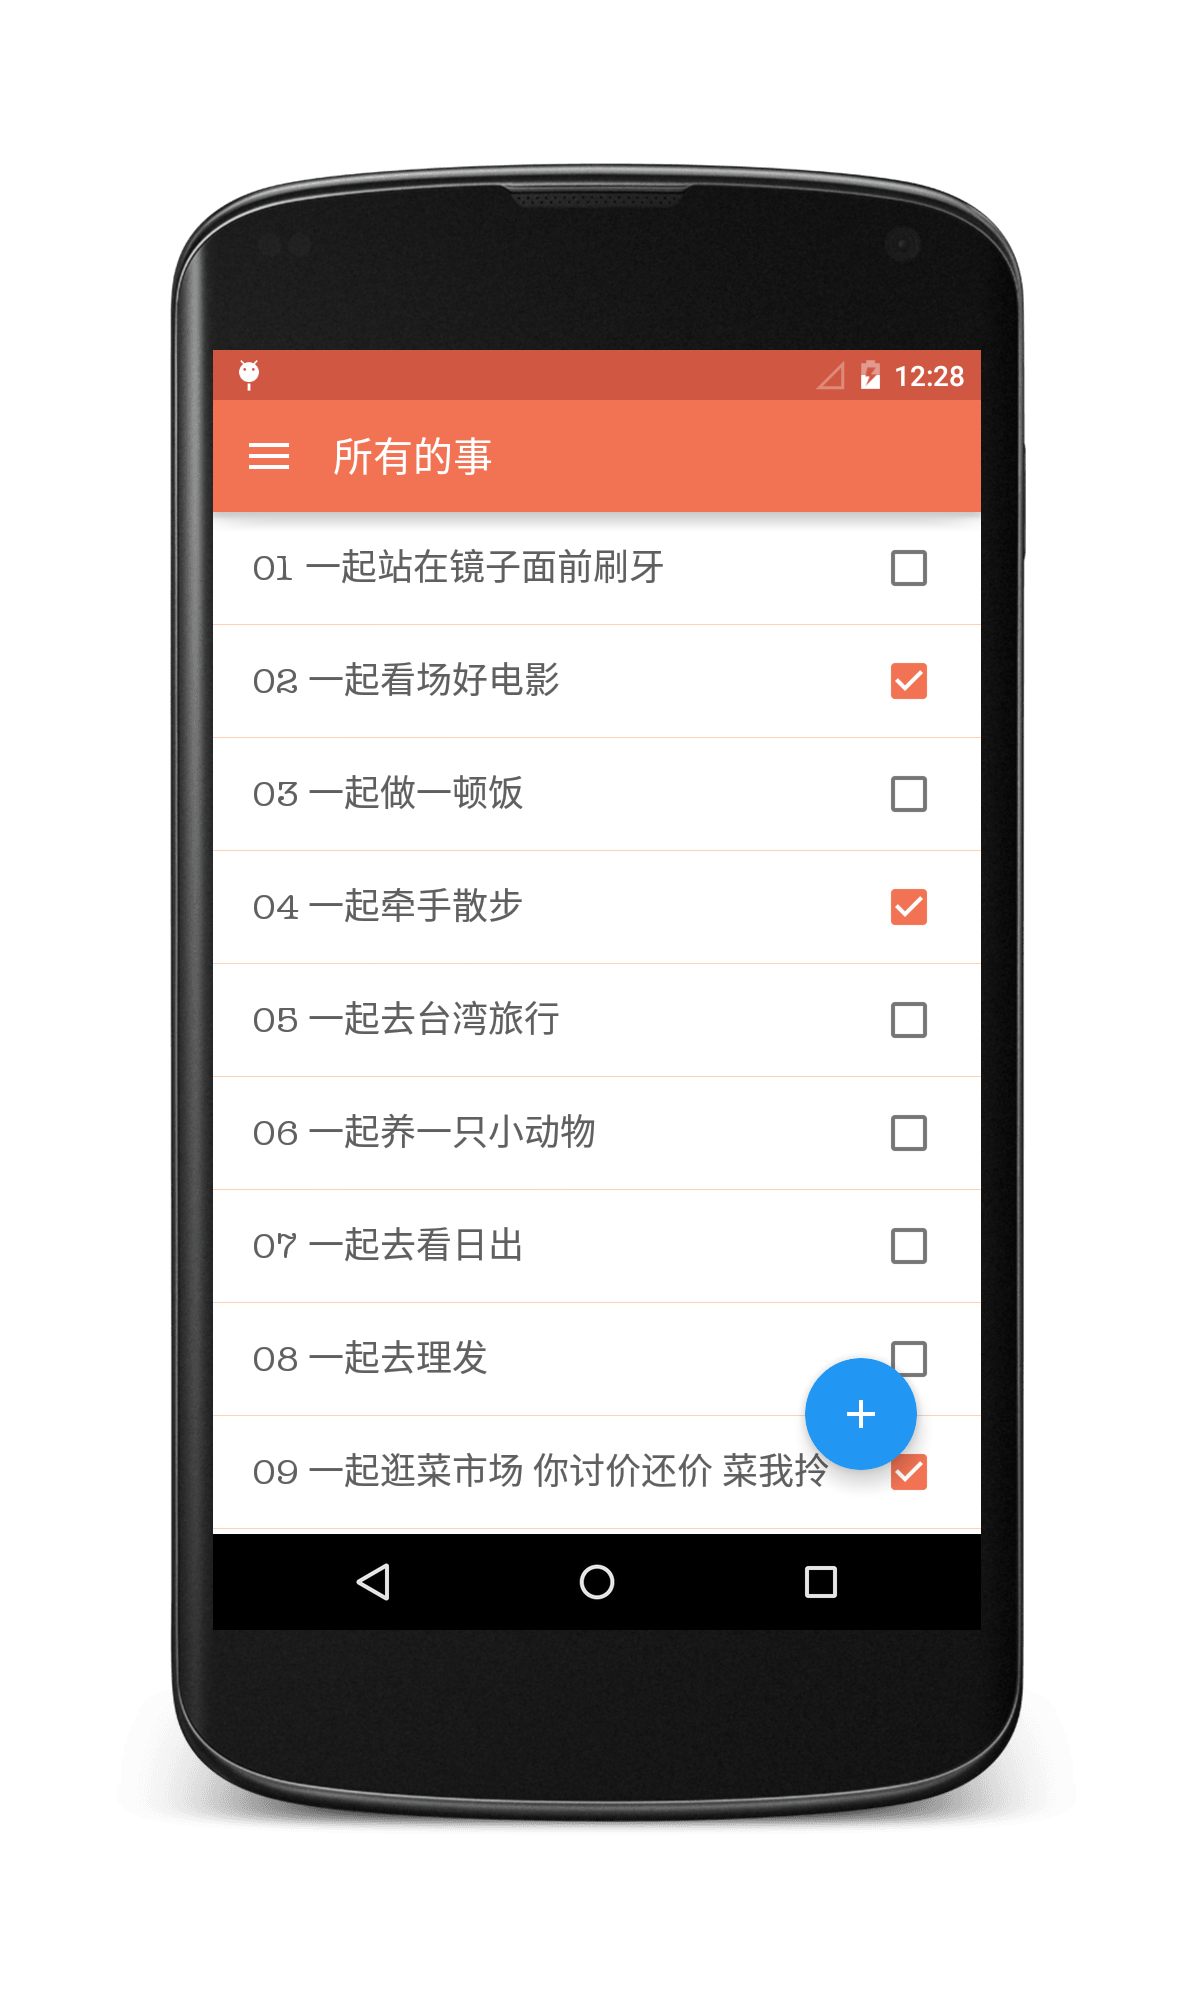 12:28
所有的事
01 一起站在镜子面前刷牙
02 一起看场好电影
03 一起做一顿饭
04 一起牵手散步
05 一起去台湾旅行
06 一起养一只小动物
07 一起去看日出
08 一起去理发
09 一起逛菜市场 你讨价还价 菜我拎